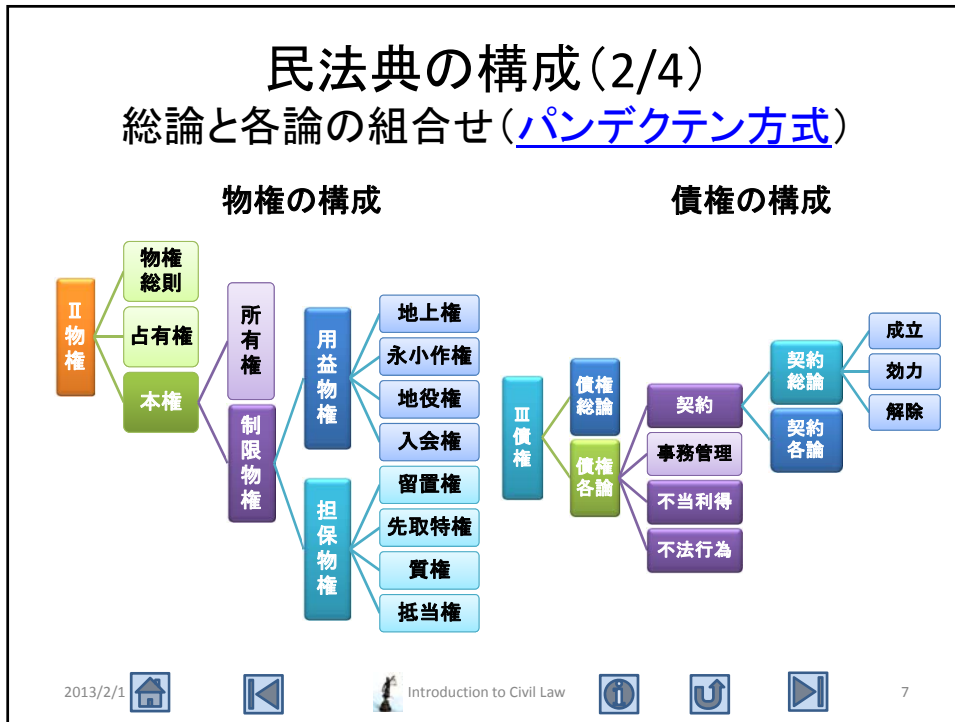 民法典の構成(2/4)
総論と各論の組合せ(パンデクテン方式)
物権の構成
Ⅱ物権
物権
総則
占有権
本権
所有権
制限物権
用益物権
担保物権
地上権
永小作権
地役権
入会権
留置権
先取特権
質権
抵当権
債権の構成
Ⅲ債権
債権
総論
債権
各論
契約
事務管理
不当利得
不法行為
契約
総論
契約
各論
成立
効力
解除
2013/2/1
Introduction to Civil Law
7